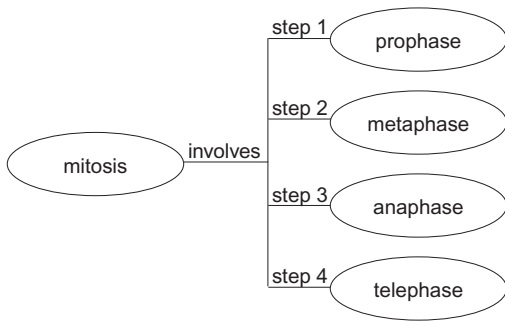 step 1
prophase
step 2
metaphase
mitosis
involves
step 3
anaphase
step 4
telephase